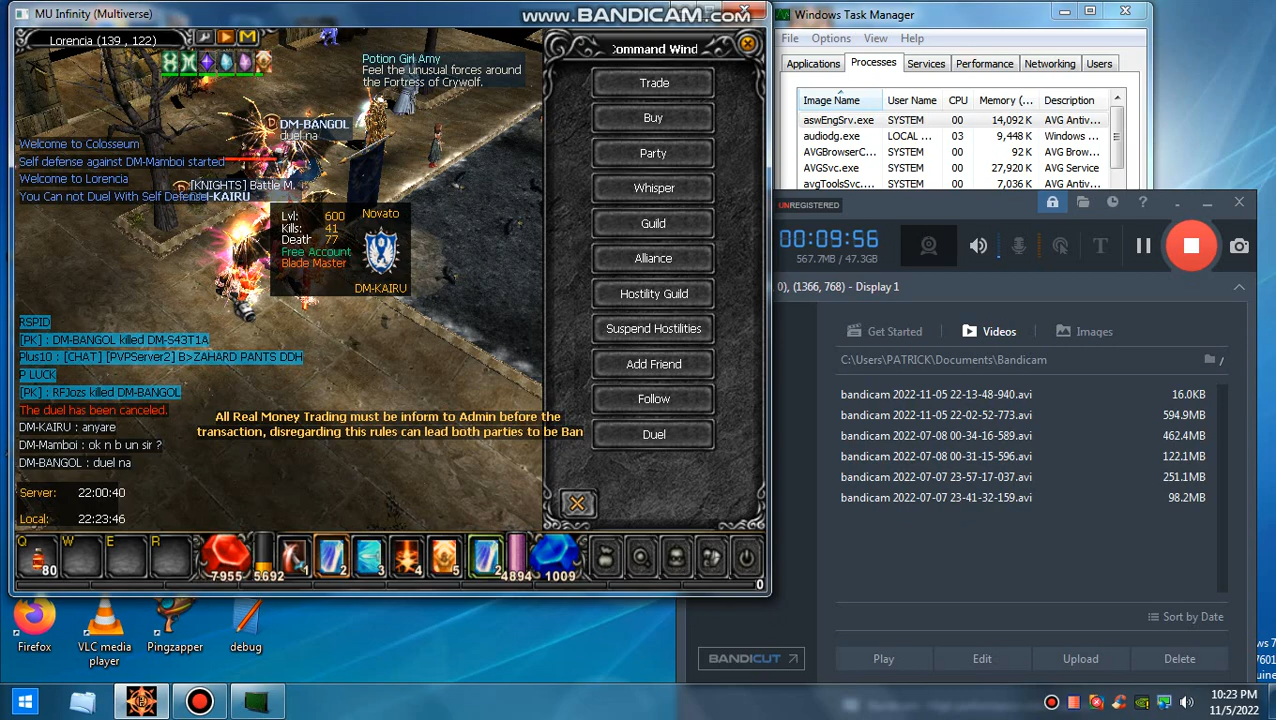 MU Infinity (Multiverse)
www.BANDICAM.com
Lorencia (139 , 122)
M
Potion Girl Amy
Feel the unusual forces around
the Fortress of Crywolf.
DM-BANGOL
duel na
Welcome to Colosseum
Self defense against DM-Mamboi started
Welcome to Lorencia
[KNIGHTS] Battle M.
You Can not Duel With Self Defense
-KAIRU
Lvl: 600
Kills: 41
Death: 77
Free Account
Blade Master
Novato
DM-KAIRU
RSPID
[PK] : DM-BANGOL killed DM-S43T1A
Plus10 : [CHAT] [PVPServer2] B>ZAHARD PANTS DDH
P LUCK
[PK] : RFJozs killed DM-BANGOL
The duel has been canceled.
DM-KAIRU : anyare
DM-Mamboi : ok n b un sir ?
DM-BANGOL : duel na
All Real Money Trading must be inform to Admin before the
transaction, disregarding this rules can lead both parties to be Ban
Server: 22:00:40
Local: 22:23:46
Command Wind
Trade
Buy
Party
Whisper
Guild
Alliance
Hostility Guild
Suspend Hostilities
Add Friend
Follow
Duel
Q W E R
80
7955
5692
1
2
3
4
5
2
4894
1009
0
Windows Task Manager
File Options View Help
Applications Processes Services Performance Networking Users
Image Name User Name CPU Memory (... Description
aswEngSrv.exe SYSTEM 00 14,092 K AVG Antiv...
audiodg.exe LOCAL ... 03 9,448 K Windows ...
AVGBrowserC... SYSTEM 00 92 K AVG Brow...
AVGSvc.exe SYSTEM 00 27,920 K AVG Service
avgToolsSvc.... SYSTEM 00 7,036 K AVG Antiv...
UNREGISTERED
00:09:56
567.7MB / 47.3GB
0), (1366, 768) - Display 1
Get Started Videos Images
C:\Users\PATRICK\Documents\Bandicam
/
bandicam 2022-11-05 22-13-48-940.avi 16.0KB
bandicam 2022-11-05 22-02-52-773.avi 594.9MB
bandicam 2022-07-08 00-34-16-589.avi 462.4MB
bandicam 2022-07-08 00-31-15-596.avi 122.1MB
bandicam 2022-07-07 23-57-17-037.avi 251.1MB
bandicam 2022-07-07 23-41-32-159.avi 98.2MB
Sort by Date
BANDICUT
Play Edit Upload Delete
Firefox
VLC media
player
Pingzapper
debug
10:23 PM
11/5/2022